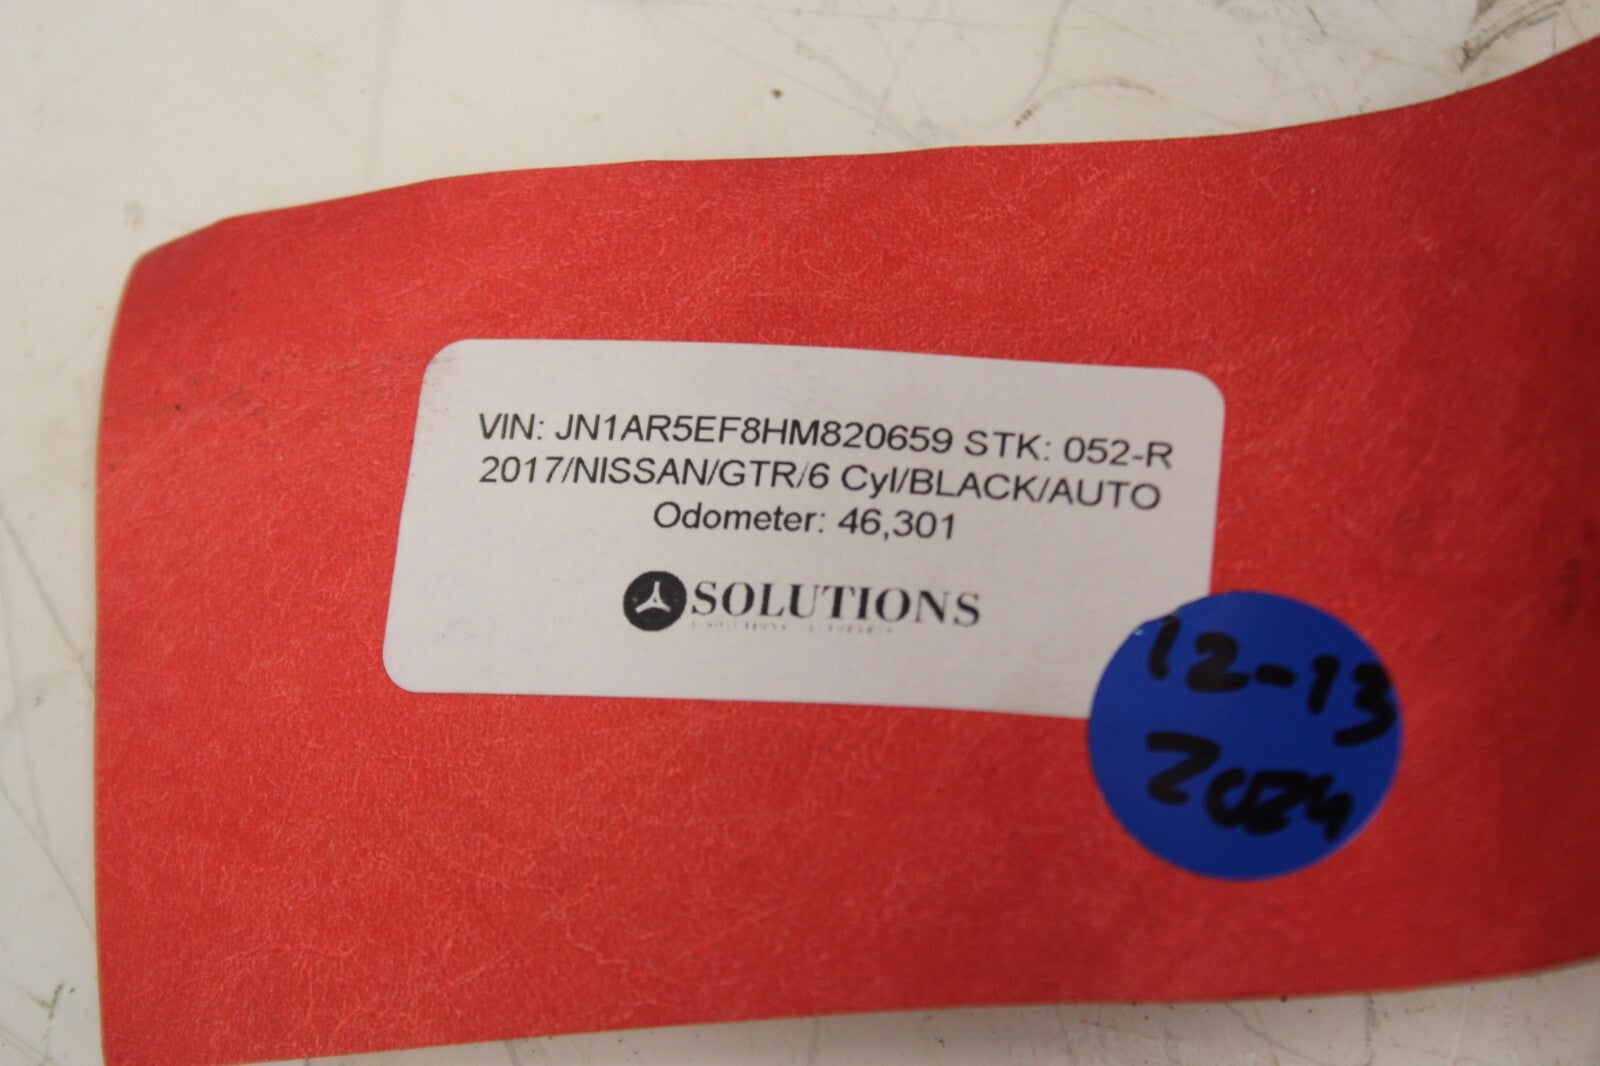 VIN: JN1AR5EF8HM820659 STK: 052-R
2017/NISSAN/GTR/6 Cyl/BLACK/AUTO
Odometer: 46,301
SOLUTIONS
12-13
2024